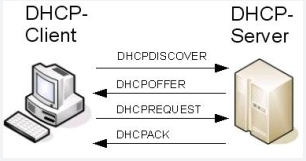 DHCP-
Client
DHCP-
Server
DHCPDISCOVER
DHCPOFFER
DHCPREQUEST
DHCPACK